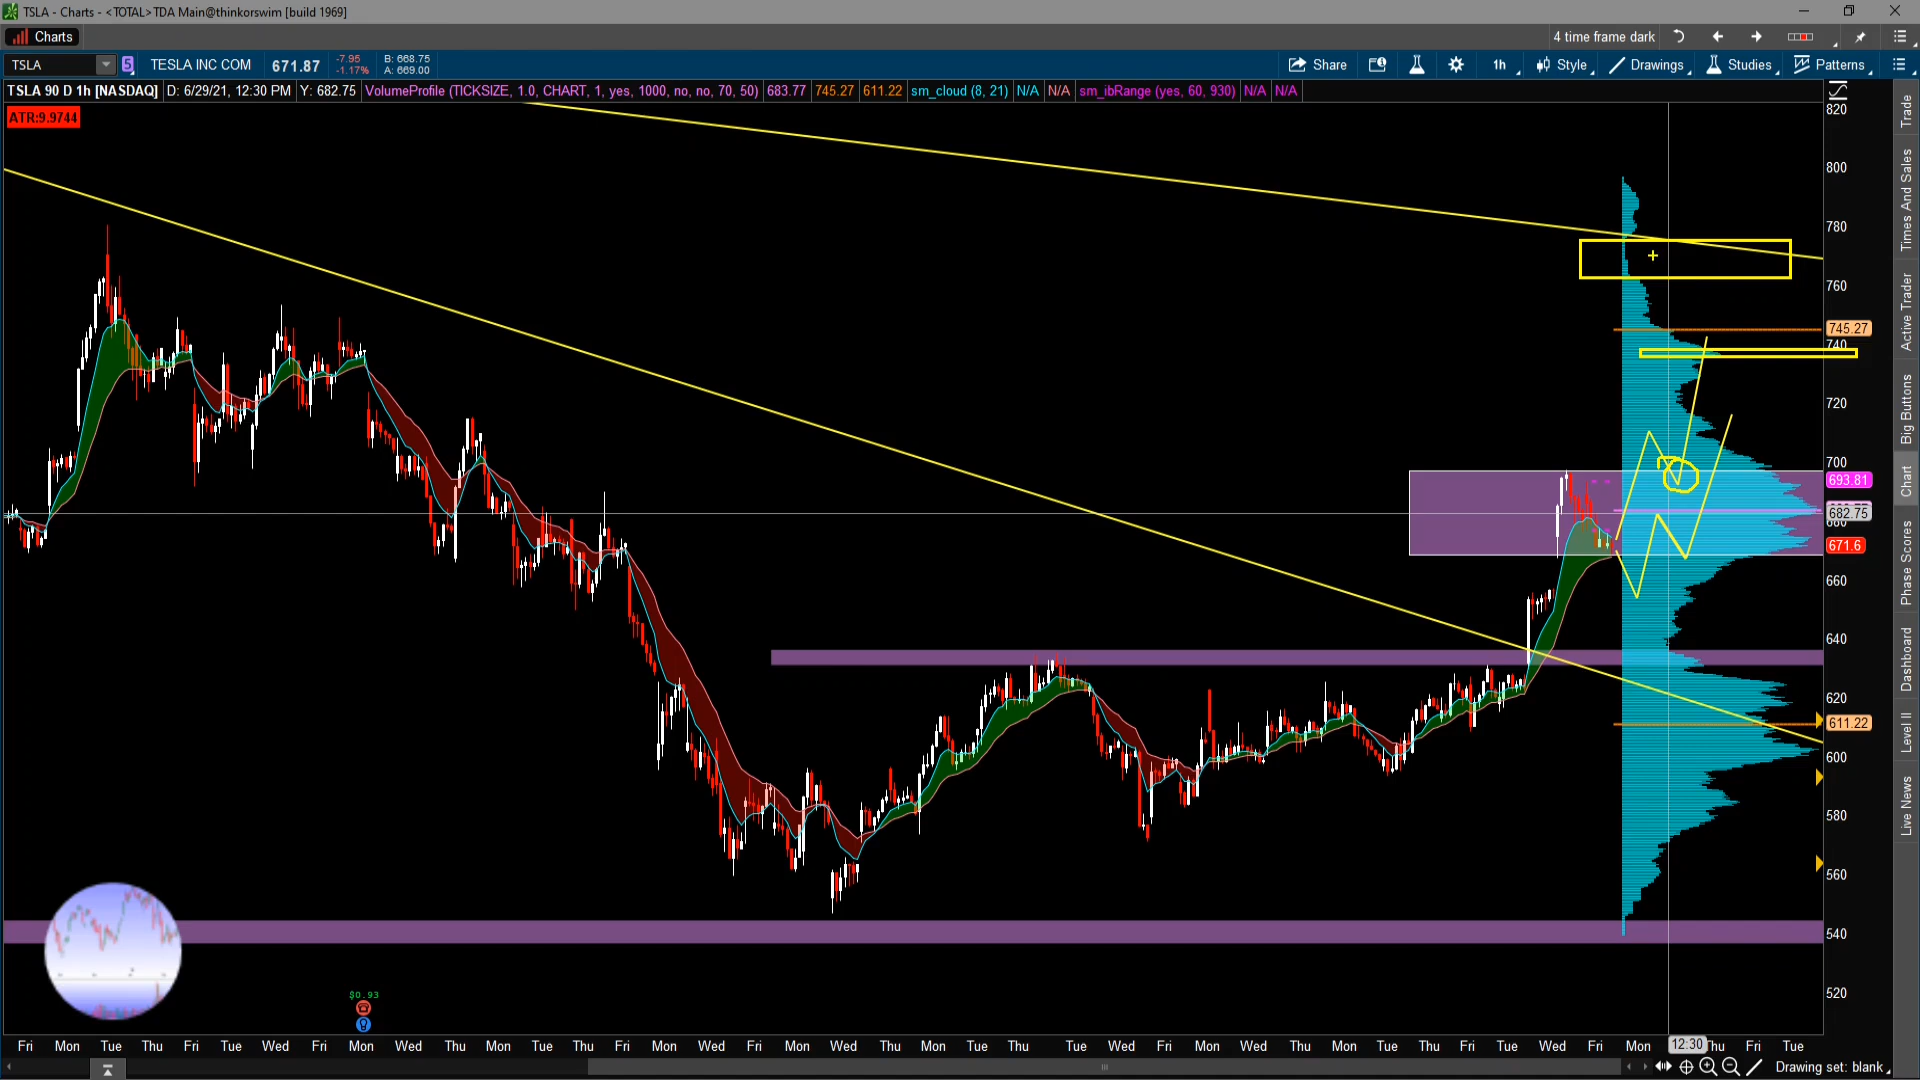 TSLA - Charts - <TOTAL>TDA Main@thinkorswim [build 1969]
Charts
4 time frame dark
TSLA
5
TESLA INC COM
671.87
-7.95
-1.17%
B: 668.75
A: 669.00
Share
1h
Style
Drawings
Studies
Patterns
TSLA 90 D 1h [NASDAQ]
D: 6/29/21, 12:30 PM
Y: 682.75
VolumeProfile (TICKSIZE, 1.0, CHART, 1, yes, 1000, no, no, 70, 50)
683.77
745.27
611.22
sm_cloud (8, 21)
N/A
N/A
sm_ibRange (yes, 60, 930)
N/A
N/A
ATR:9.9744
820
800
780
760
745.27
740
720
700
693.81
682.75
680
671.6
660
640
620
611.22
600
580
560
540
520
Trade
Times And Sales
Active Trader
Big Buttons
Chart
Phase Scores
Dashboard
Level II
Live News
$0.93
Fri Mon Tue Thu Fri Tue Wed Fri Mon Wed Thu Mon Tue Thu Fri Mon Wed Fri Mon Wed Thu Mon Tue Thu Tue Wed Fri Mon Wed Thu Mon Tue Thu Fri Tue Wed Fri Mon 12:30 Thu Fri Tue
Drawing set: blank